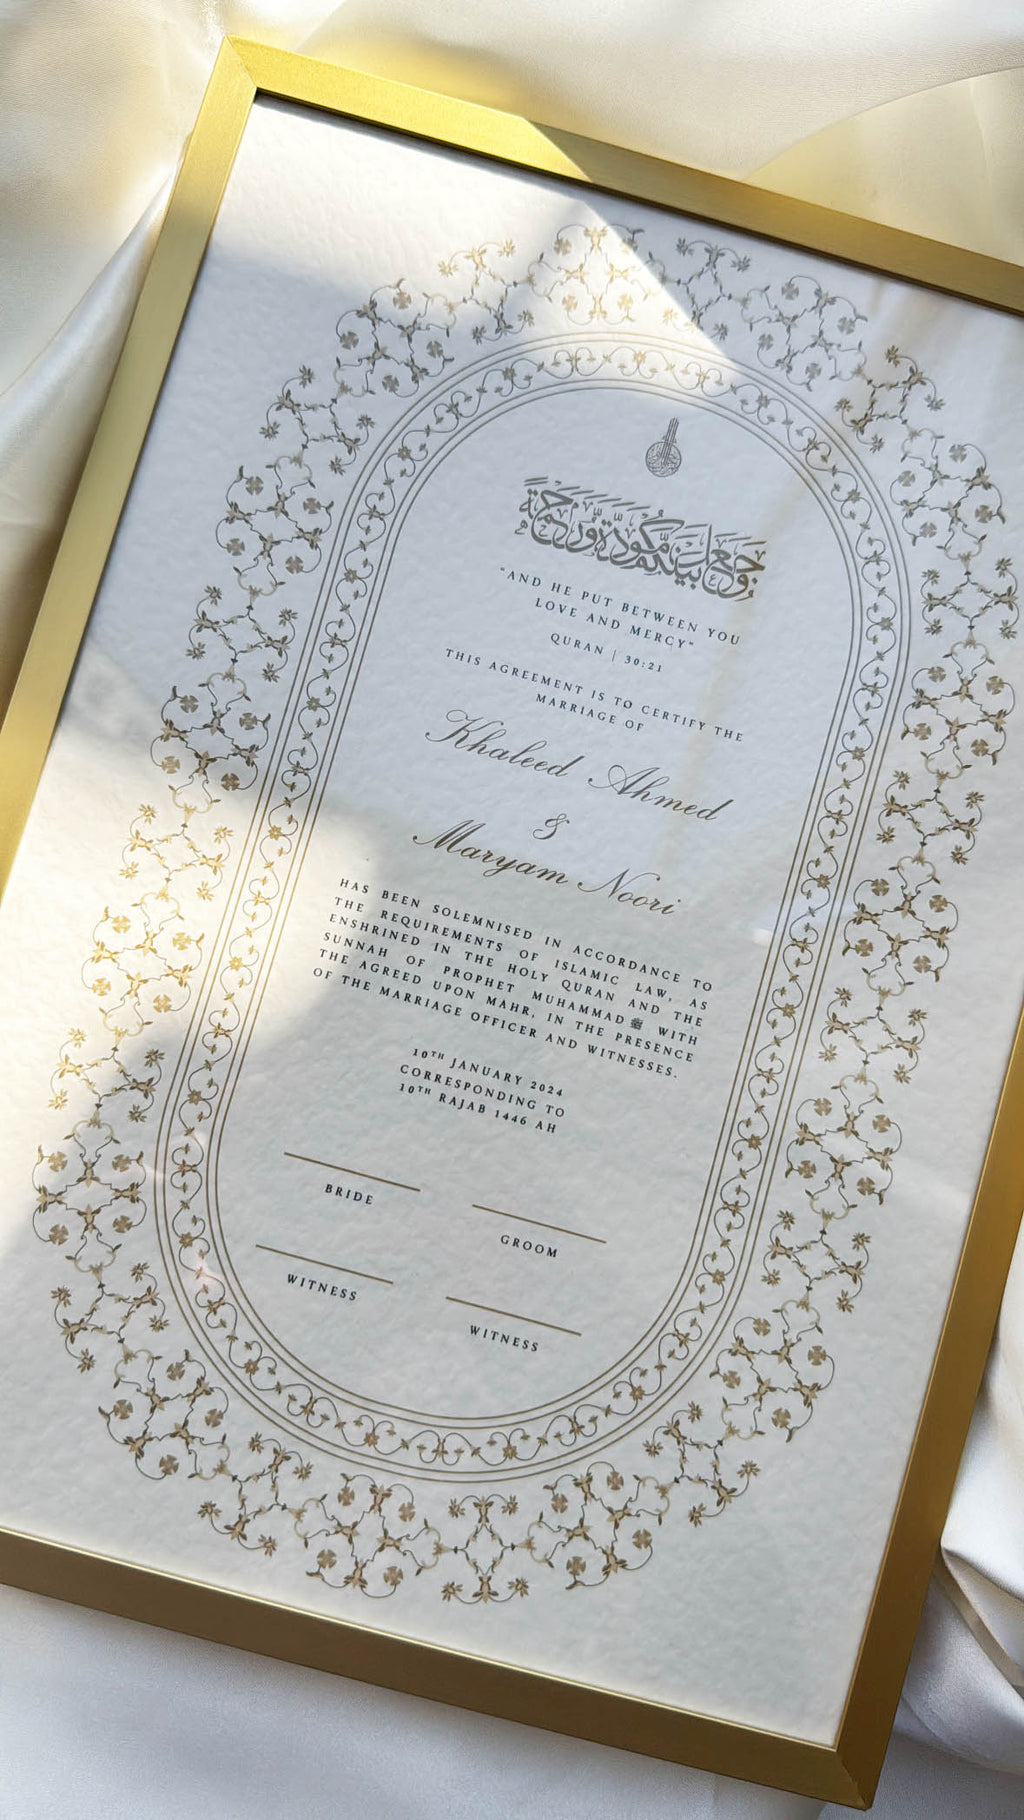 وَجَعَلَ بَيْنَكُم مَّوَدَّةً وَرَحْمَةً
"AND HE PUT BETWEEN YOU
LOVE AND MERCY"
QURAN | 30:21
THIS AGREEMENT IS TO CERTIFY THE
MARRIAGE OF
Khaleed Ahmed
&
Maryam Noori
HAS BEEN SOLEMNISED IN ACCORDANCE TO
THE REQUIREMENTS OF ISLAMIC LAW, AS
ENSHRINED IN THE HOLY QURAN AND THE
SUNNAH OF PROPHET MUHAMMAD ﷺ WITH
THE AGREED UPON MAHR, IN THE PRESENCE
OF THE MARRIAGE OFFICER AND WITNESSES.
10TH JANUARY 2024
CORRESPONDING TO
10TH RAJAB 1446 AH
BRIDE
GROOM
WITNESS
WITNESS